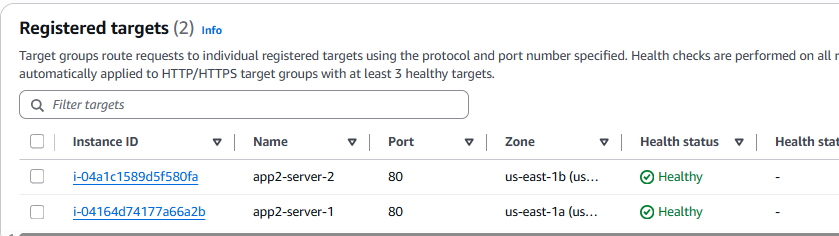 Registered targets (2) Info
Target groups route requests to individual registered targets using the protocol and port number specified. Health checks are performed on all r
automatically applied to HTTP/HTTPS target groups with at least 3 healthy targets.
Filter targets
Instance ID Name Port Zone Health status Health stat
i-04a1c1589d5f580fa app2-server-2 80 us-east-1b (us... Healthy -
i-04164d74177a66a2b app2-server-1 80 us-east-1a (us... Healthy -